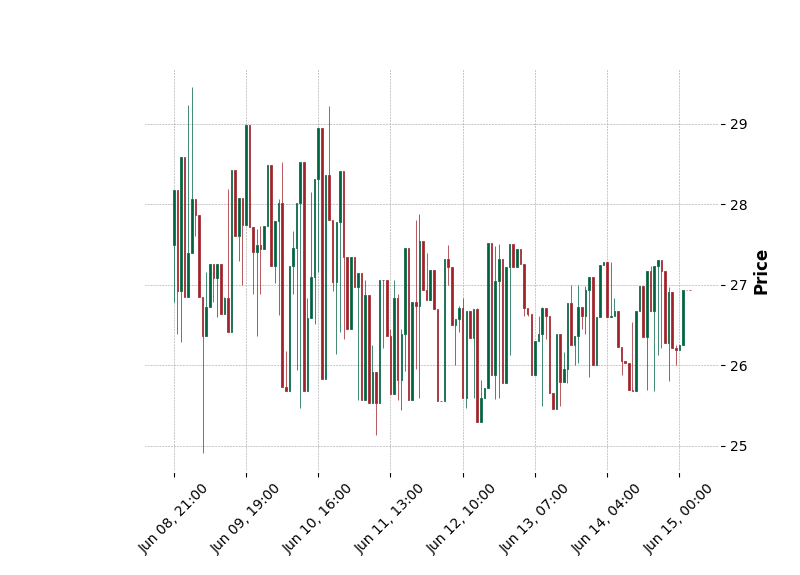 29
28
27
26
25
Price
Jun 08, 21:00
Jun 09, 19:00
Jun 10, 16:00
Jun 11, 13:00
Jun 12, 10:00
Jun 13, 07:00
Jun 14, 04:00
Jun 15, 00:00